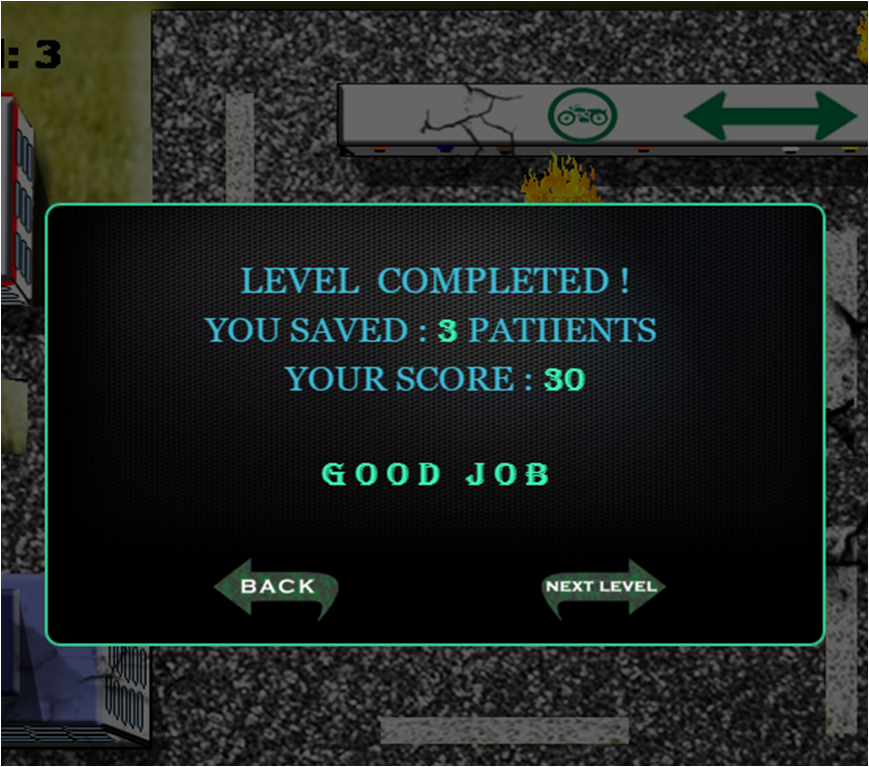 : 3
LEVEL COMPLETED !
YOU SAVED : 3 PATIIENTS
YOUR SCORE : 30
GOOD JOB
BACK
NEXT LEVEL